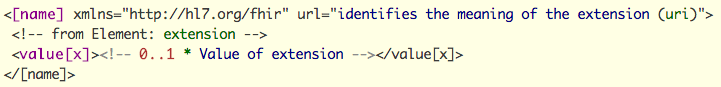 <[name] xmlns="http://hl7.org/fhir" url="identifies the meaning of the extension (uri)">
<!-- from Element: extension -->
<value[x]><!-- 0..1 * Value of extension --></value[x]>
</[name]>